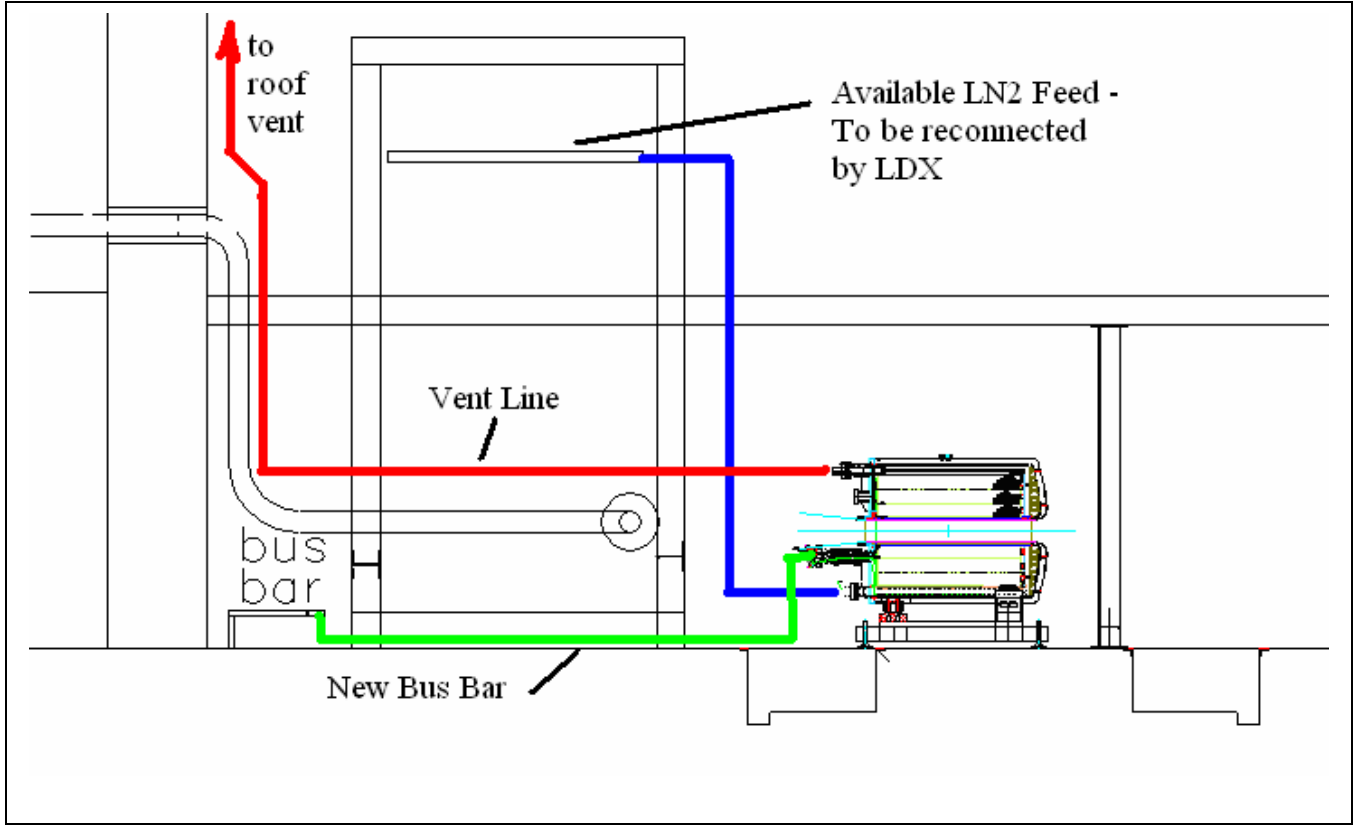 to
roof
vent
Available LN2 Feed -
To be reconnected
by LDX
Vent Line
bus
bar
New Bus Bar